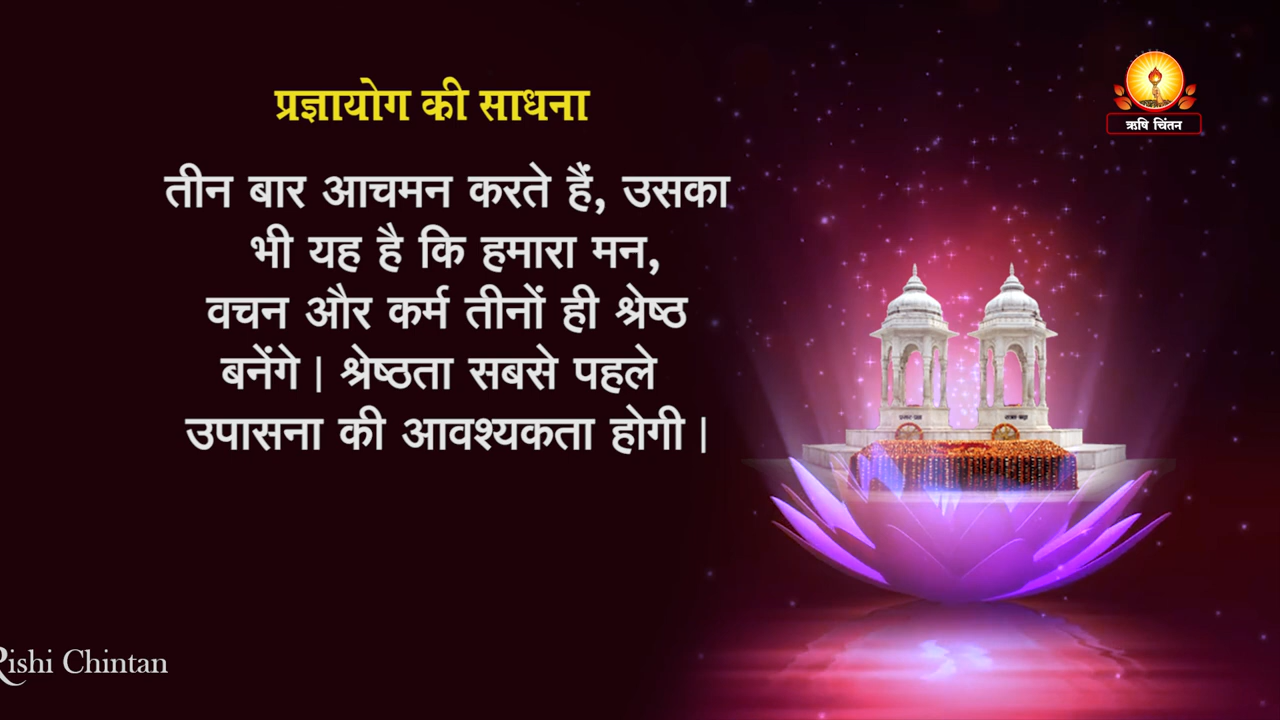 प्रज्ञायोग की साधना
तीन बार आचमन करते हैं, उसका
भी यह है कि हमारा मन,
वचन और कर्म तीनों ही श्रेष्ठ
बनेंगे | श्रेष्ठता सबसे पहले
उपासना की आवश्यकता होगी |
ऋषि चिंतन
Rishi Chintan